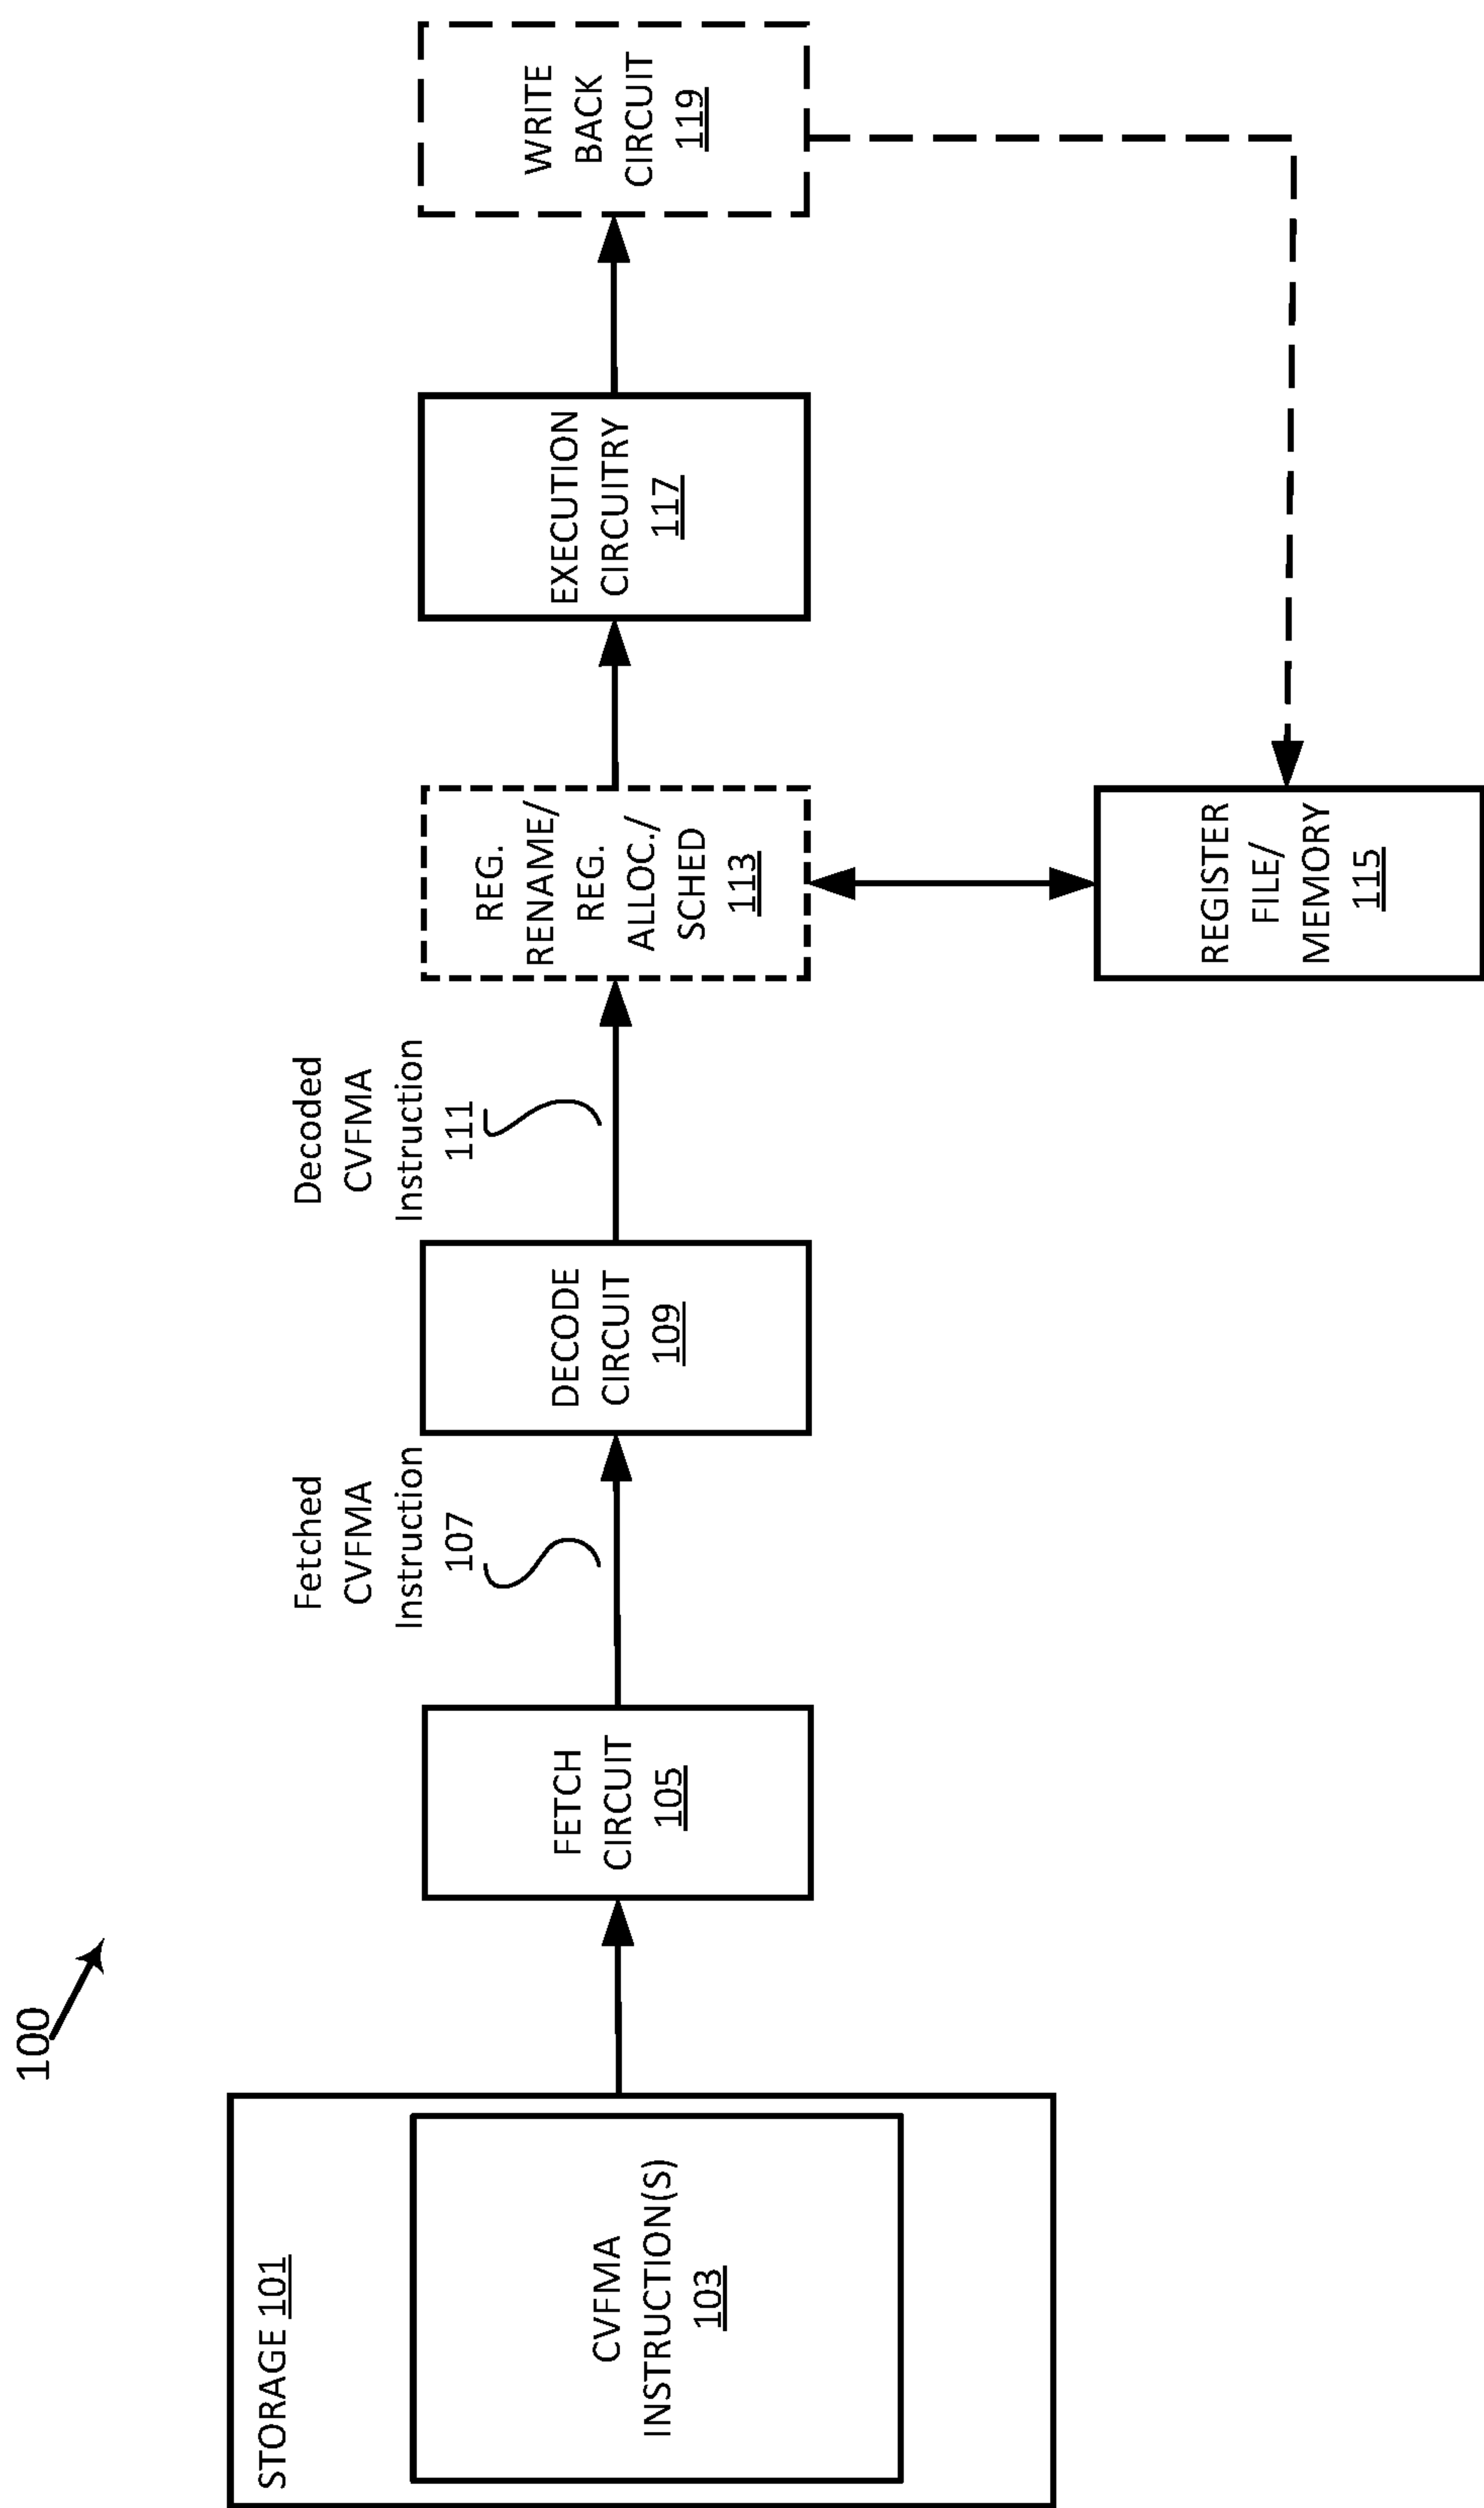 100
STORAGE 101
CVFMA
INSTRUCTION(S)
103
FETCH
CIRCUIT
105
Fetched
CVFMA
Instruction
107
DECODE
CIRCUIT
109
Decoded
CVFMA
Instruction
111
REG.
RENAME/
REG.
ALLOC./
SCHED
113
EXECUTION
CIRCUITRY
117
WRITE
BACK
CIRCUIT
119
REGISTER
FILE/
MEMORY
115